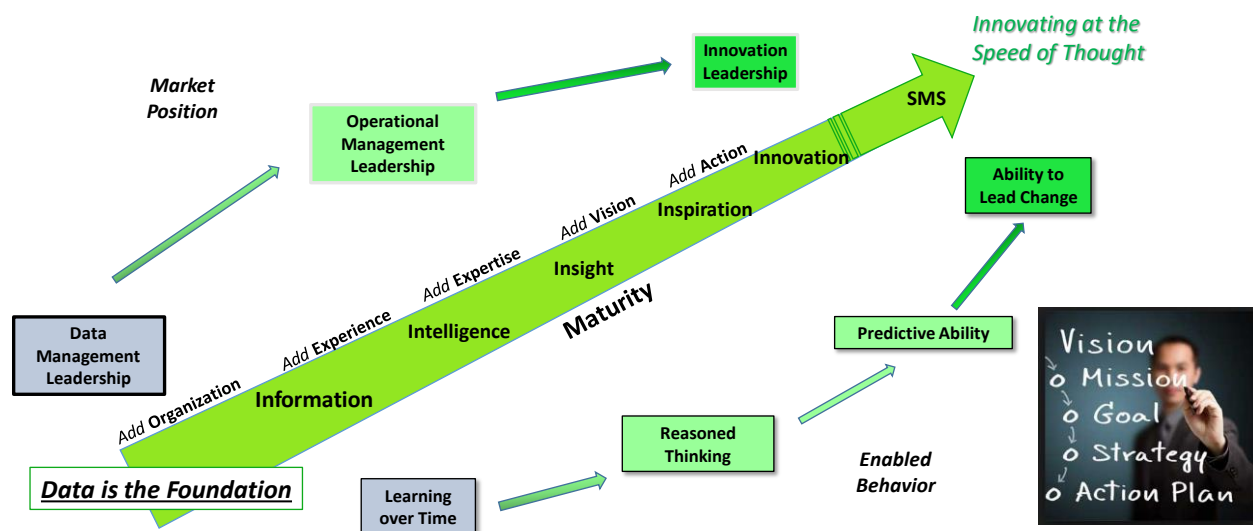 Innovating at the
Speed of Thought
Innovation
Leadership
Market
Position
SMS
Operational
Management
Leadership
Add Action
Innovation
Ability to
Lead Change
Add Vision
Inspiration
Add Expertise
Insight
Maturity
Add Experience
Intelligence
Data
Management
Leadership
Predictive Ability
Add Organization
Information
Reasoned
Thinking
Enabled
Behavior
Data is the Foundation
Learning
over Time
Vision
Mission
Goal
Strategy
Action Plan